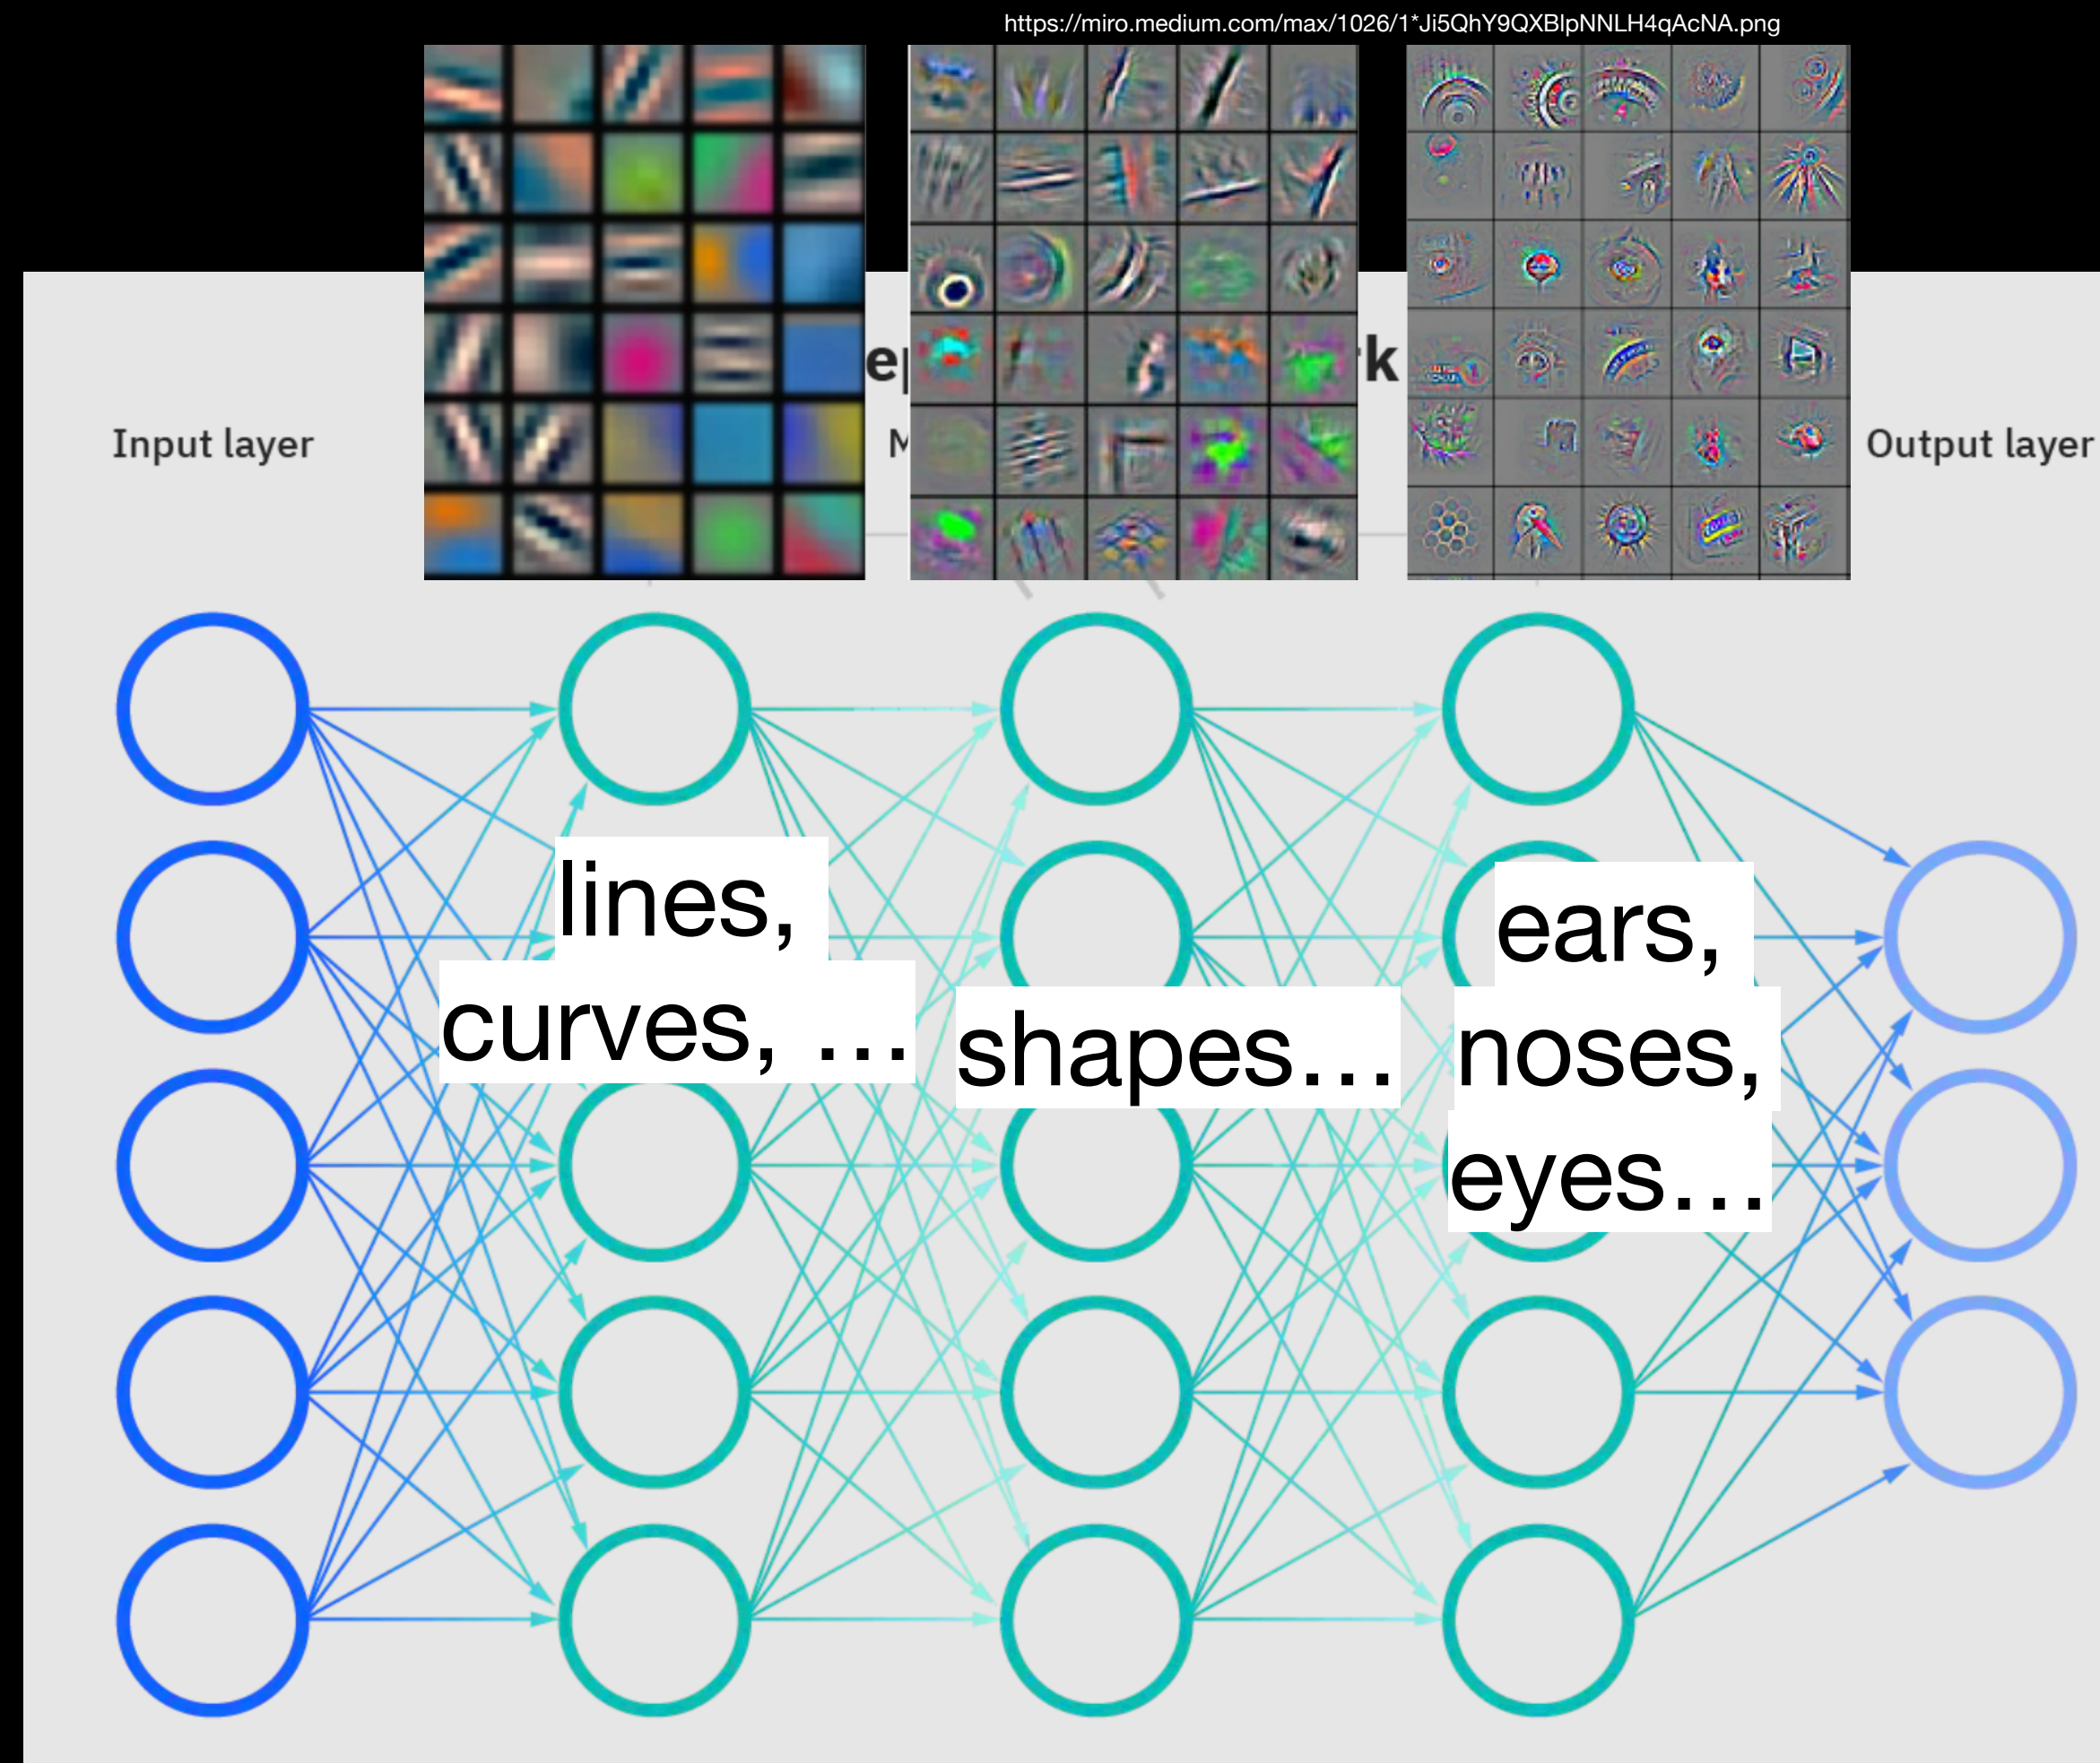 https://miro.medium.com/max/1026/1*Ji5QhY9QXBlpNNLH4qAcNA.png
Input layer
Output layer
lines,
curves, …
shapes…
ears,
noses,
eyes…